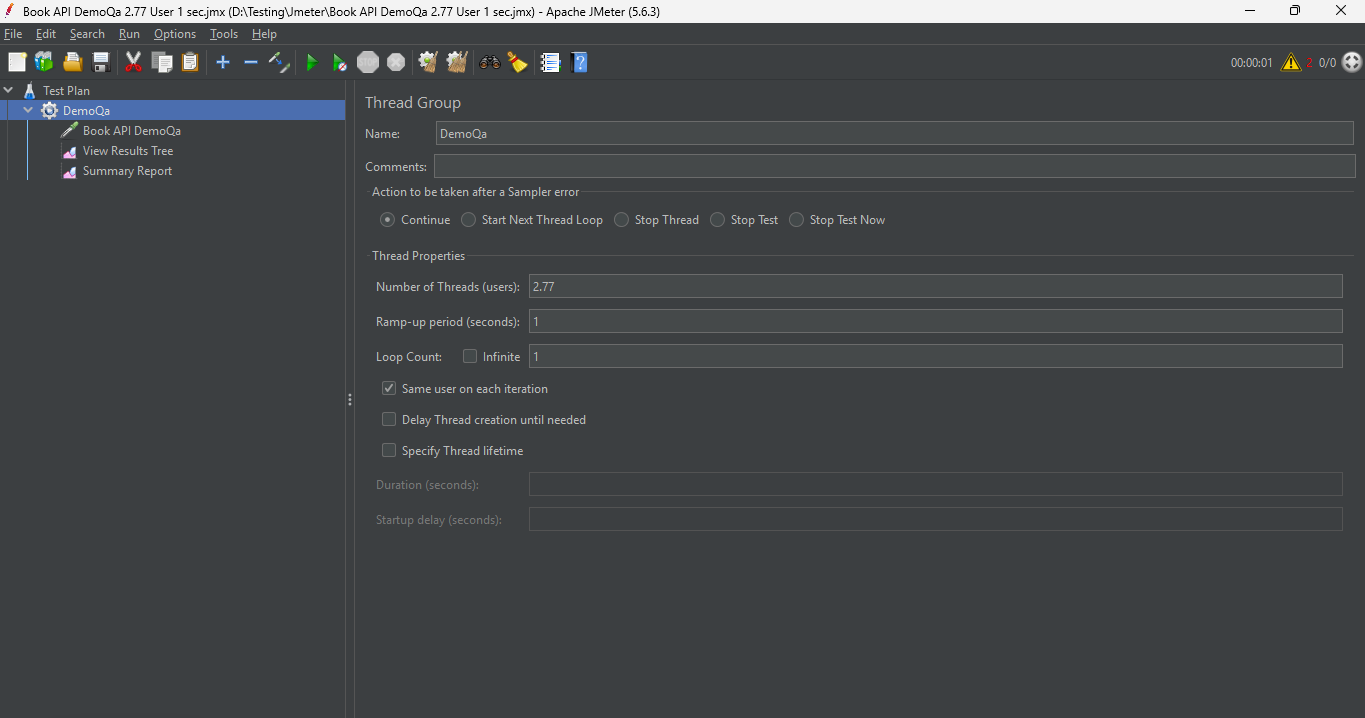 Book API DemoQa 2.77 User 1 sec.jmx (D:\Testing\Jmeter\Book API DemoQa 2.77 User 1 sec.jmx) - Apache JMeter (5.6.3)
File Edit Search Run Options Tools Help
STOP
?
00:00:01 2 0/0
Test Plan
DemoQa
Book API DemoQa
View Results Tree
Summary Report
Thread Group
Name: DemoQa
Comments:
Action to be taken after a Sampler error
Continue Start Next Thread Loop Stop Thread Stop Test Stop Test Now
Thread Properties
Number of Threads (users): 2.77
Ramp-up period (seconds): 1
Loop Count: Infinite 1
Same user on each iteration
Delay Thread creation until needed
Specify Thread lifetime
Duration (seconds):
Startup delay (seconds):